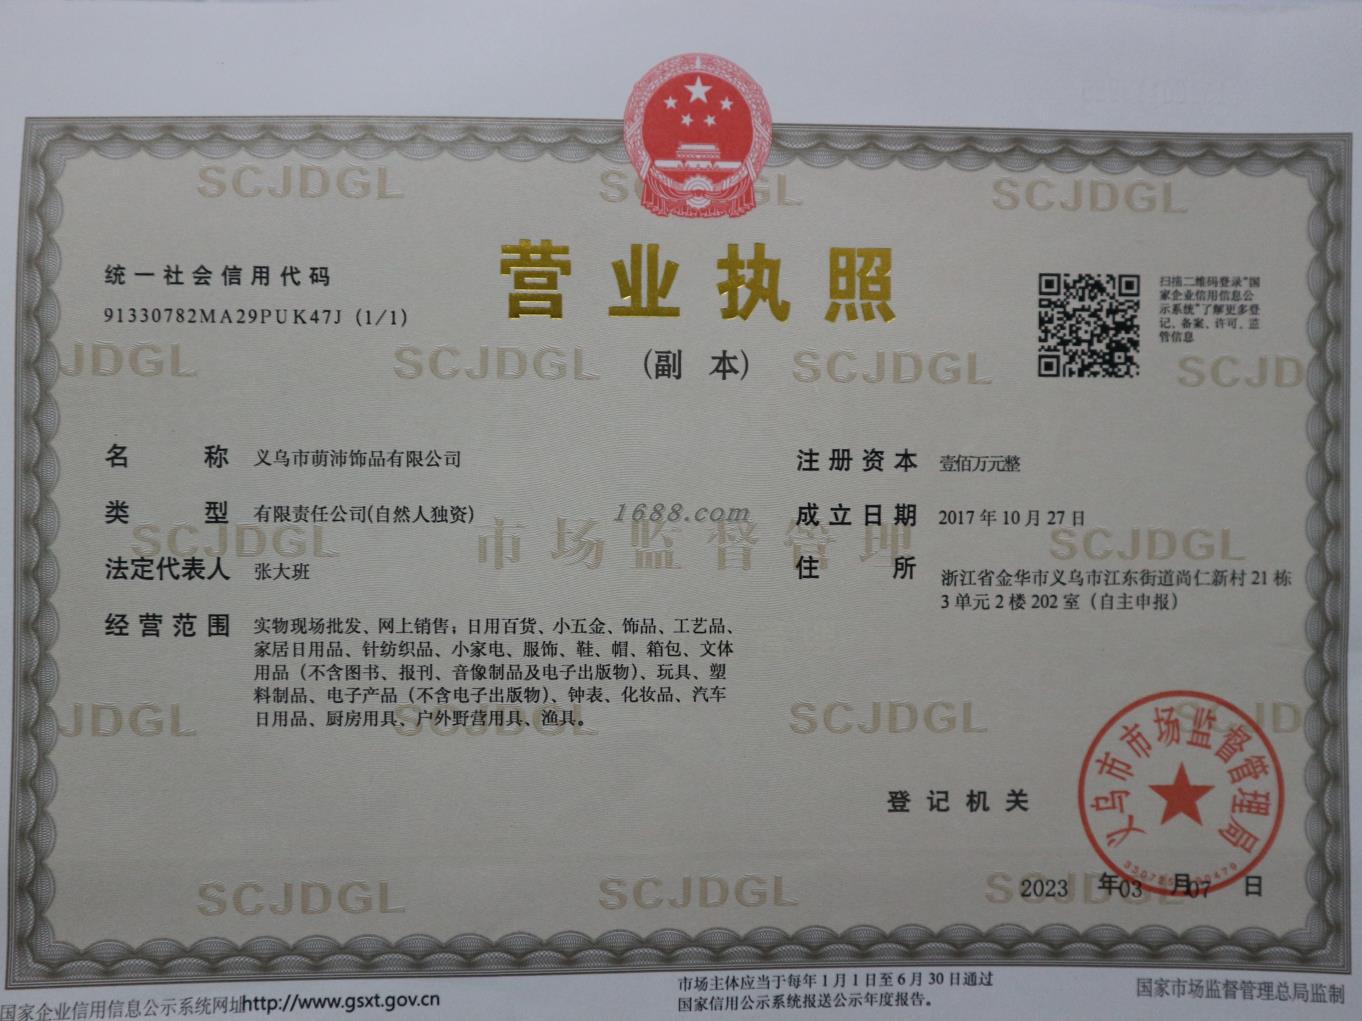 统一社会信用代码
91330782MA29PUK47J (1/1)
营业执照
(副 本)
扫描二维码登录“国
家企业信用信息公
示系统”了解更多登
记、备案、许可、监
管信息
名 称 义乌市萌沛饰品有限公司
类 型 有限责任公司(自然人独资)
法定代表人 张大班
经营范围 实物现场批发、网上销售；日用百货、小五金、饰品、工艺品、
家居日用品、针纺织品、小家电、服饰、鞋、帽、箱包、文体
用品（不含图书、报刊、音像制品及电子出版物）、玩具、塑
料制品、电子产品（不含电子出版物）、钟表、化妆品、汽车
日用品、厨房用具、户外野营用具、渔具。
注册资本 壹佰万元整
成立日期 2017年10月27日
住 所 浙江省金华市义乌市江东街道尚仁新村21栋
3单元2楼202室（自主申报）
1688.com
市场监督管理
SCJDGL SCJDGL
JDGL SCJDGL SCJDGL SCJD
SCJDGL SCJDGL
JDGL SCJDGL SCJDGL
SCJDGL SCJDGL
登记机关
义乌市市场监督管理局
2023 年03 月07 日
国家企业信用信息公示系统网址http://www.gsxt.gov.cn
市场主体应当于每年1月1日至6月30日通过
国家信用公示系统报送公示年度报告。
国家市场监督管理总局监制